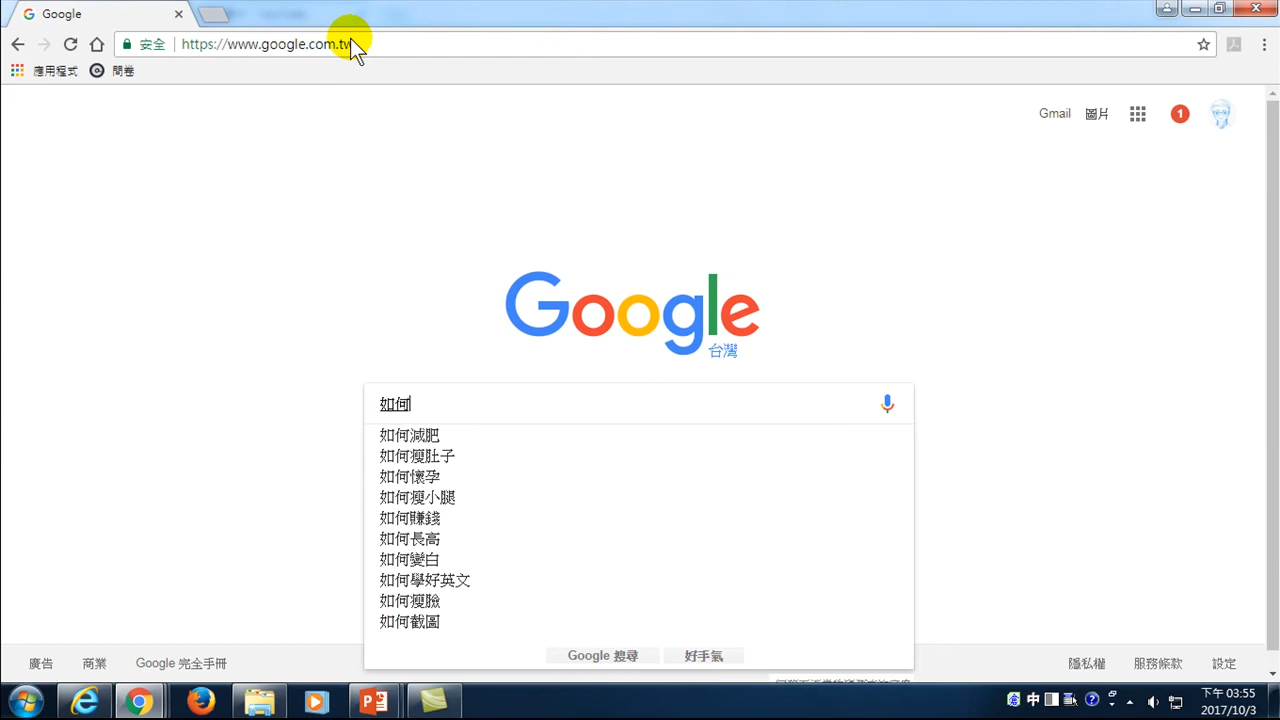 Google
安全 https://www.google.com.tw
應用程式 問卷
Gmail 圖片 1
Google
台灣
如何
如何減肥
如何瘦肚子
如何懷孕
如何瘦小腿
如何賺錢
如何長高
如何變白
如何學好英文
如何瘦臉
如何截圖
Google 搜尋 好手氣
廣告 商業 Google 完全手冊 隱私權 服務條款 設定
中 下午 03:55
2017/10/3